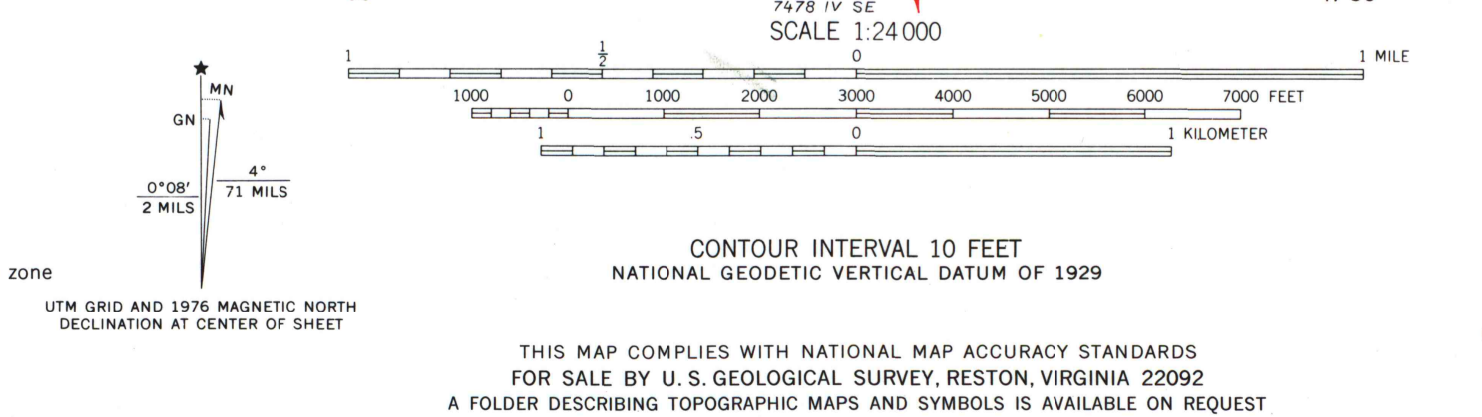 7478 IV SE
SCALE 1:24 000
1 1/2 0 1 MILE
1000 0 1000 2000 3000 4000 5000 6000 7000 FEET
1 .5 0 1 KILOMETER
★
MN
GN
0°08′
2 MILS
4°
71 MILS
zone
UTM GRID AND 1976 MAGNETIC NORTH
DECLINATION AT CENTER OF SHEET
CONTOUR INTERVAL 10 FEET
NATIONAL GEODETIC VERTICAL DATUM OF 1929
THIS MAP COMPLIES WITH NATIONAL MAP ACCURACY STANDARDS
FOR SALE BY U. S. GEOLOGICAL SURVEY, RESTON, VIRGINIA 22092
A FOLDER DESCRIBING TOPOGRAPHIC MAPS AND SYMBOLS IS AVAILABLE ON REQUEST